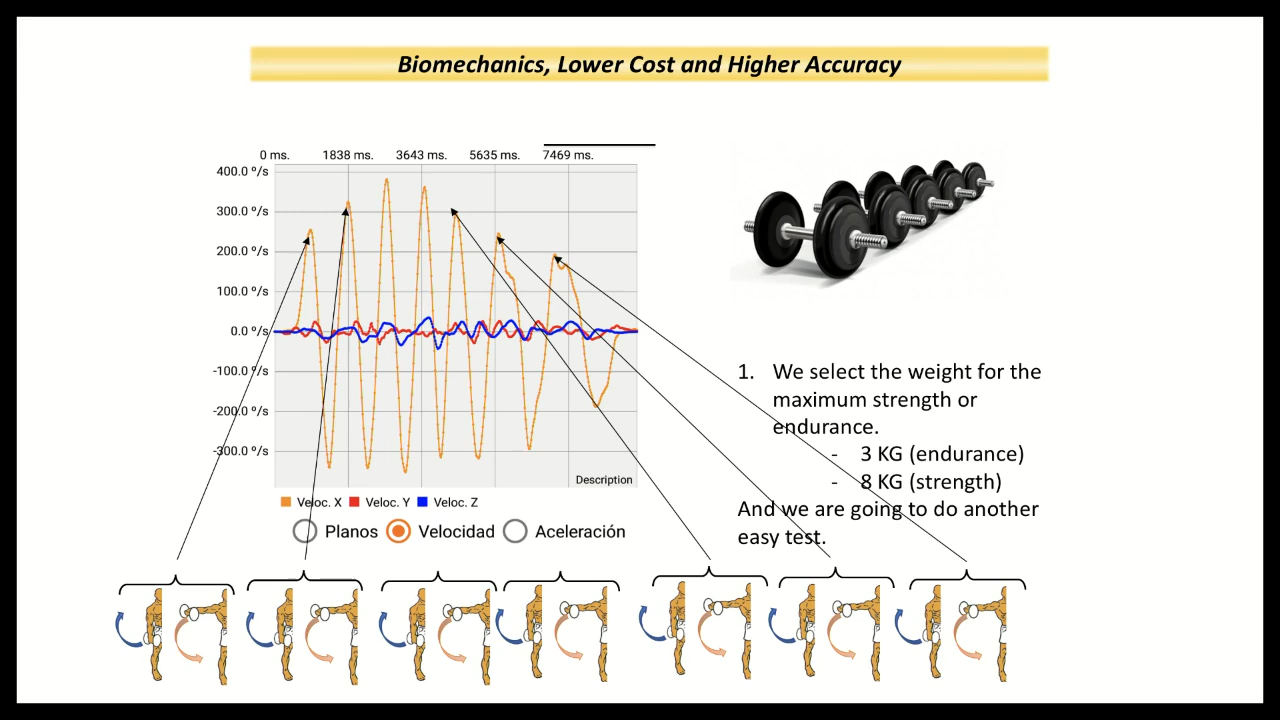 Biomechanics, Lower Cost and Higher Accuracy
0 ms. 1838 ms. 3643 ms. 5635 ms. 7469 ms.
400.0 º/s
300.0 º/s
200.0 º/s
100.0 º/s
0.0 º/s
-100.0 º/s
-200.0 º/s
-300.0 º/s
Description
Veloc. X Veloc. Y Veloc. Z
Planos Velocidad Aceleración
1. We select the weight for the
maximum strength or
endurance.
- 3 KG (endurance)
- 8 KG (strength)
And we are going to do another
easy test.